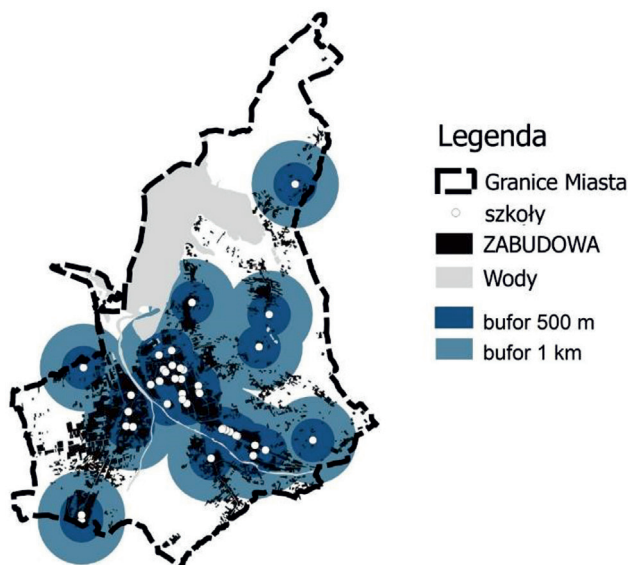 Legenda
Granice Miasta
szkoły
ZABUDOWA
Wody
bufor 500 m
bufor 1 km